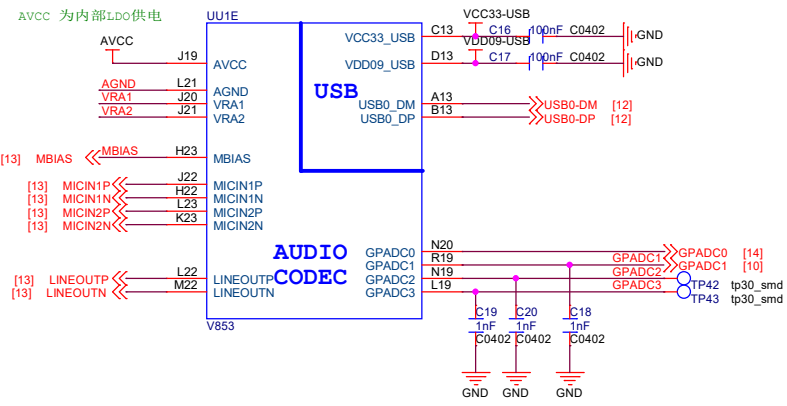 AVCC 为内部LDO供电
UU1E
VCC33-USB
AVCC
J19
AVCC
AGND
L21
AGND
VRA1
J20
VRA1
VRA2
J21
VRA2
[13] MBIAS
MBIAS
H23
MBIAS
[13] MICIN1P
J22
MICIN1P
[13] MICIN1N
H22
MICIN1N
[13] MICIN2P
L23
MICIN2P
[13] MICIN2N
K23
MICIN2N
[13] LINEOUTP
L22
LINEOUTP
[13] LINEOUTN
M22
LINEOUTN
V853
USB
AUDIO
CODEC
VCC33_USB
C13
C16
100nF
C0402
GND
VDD09-USB
VDD09_USB
D13
C17
100nF
C0402
GND
USB0_DM
A13
USB0-DM [12]
USB0_DP
B13
USB0-DP [12]
GPADC0
N20
GPADC0 [14]
GPADC1
R19
GPADC1
GPADC1 [10]
GPADC2
N19
GPADC2
TP42 tp30_smd
GPADC3
L19
GPADC3
TP43 tp30_smd
C19
1nF
C0402
GND
C20
1nF
C0402
GND
C18
1nF
C0402
GND